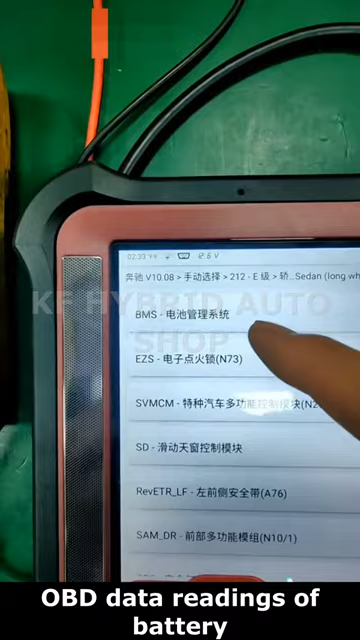 奔驰 V10.08 > 手动选择 > 212 - E 级 > 轿...Sedan (long wh
KF HYBRID AUTO
SHOP
BMS - 电池管理系统
EZS - 电子点火锁(N73)
SVMCM - 特种汽车多功能控制模块(N2
SD - 滑动天窗控制模块
RevETR_LF - 左前侧安全带(A76)
SAM_DR - 前部多功能模组(N10/1)
OBD data readings of
battery